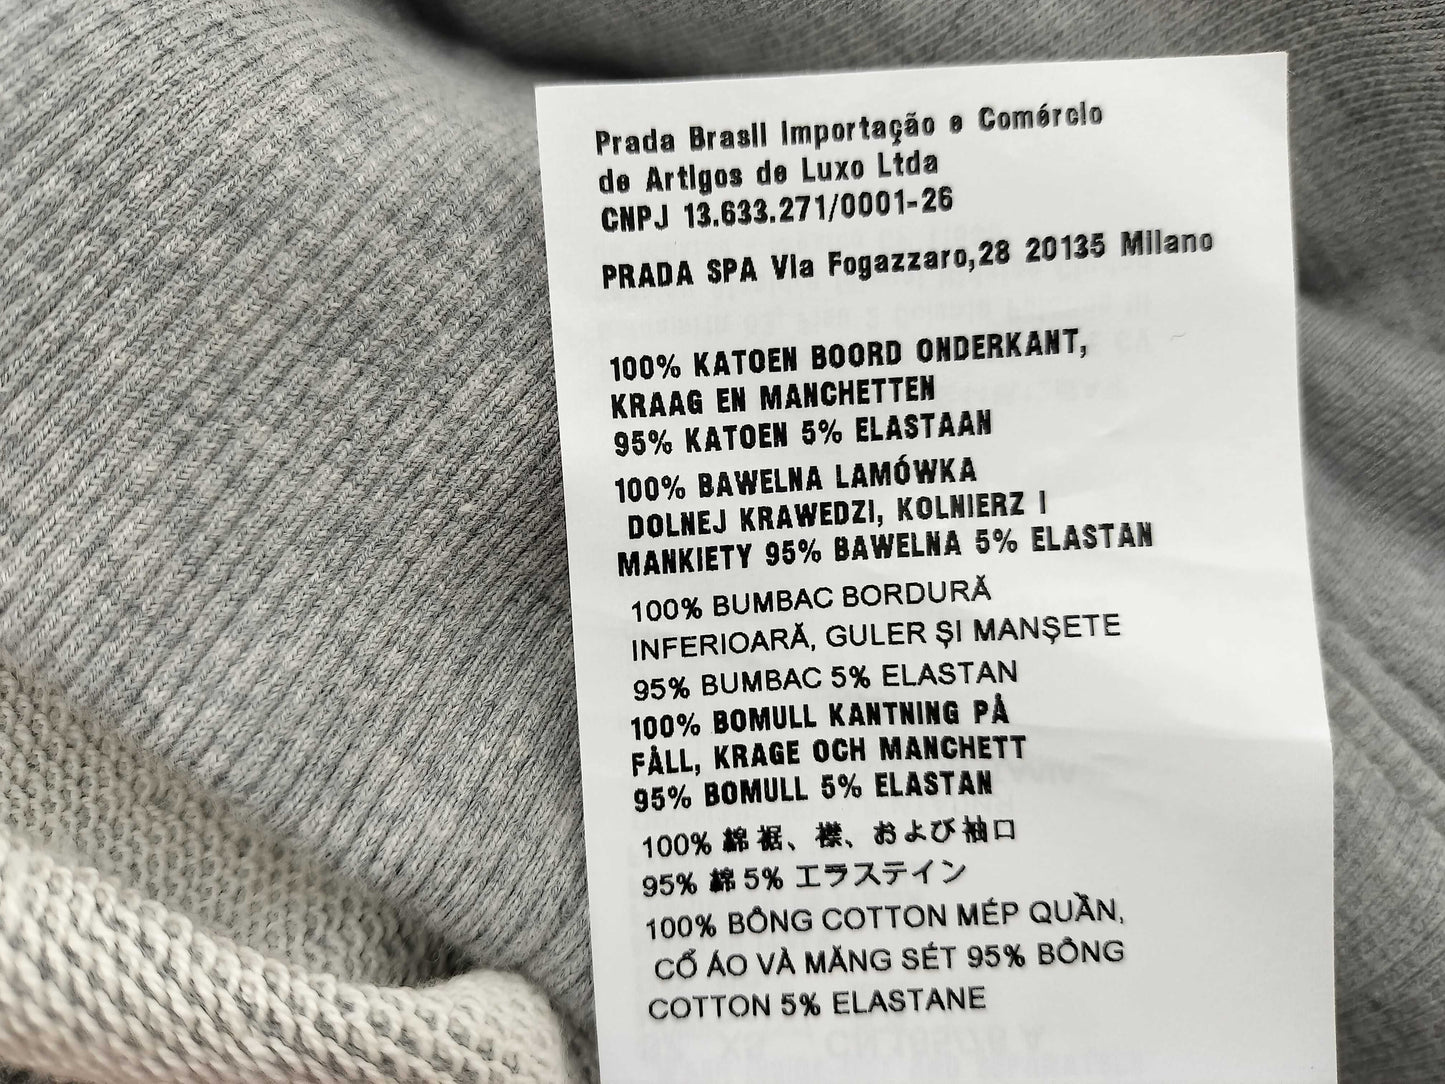 Prada Brasil Importação e Comércio
de Artigos de Luxo Ltda
CNPJ 13.633.271/0001-26
PRADA SPA Via Fogazzaro,28 20135 Milano
100% KATOEN BOORD ONDERKANT,
KRAAG EN MANCHETTEN
95% KATOEN 5% ELASTAAN
100% BAWELNA LAMÓWKA
DOLNEJ KRAWEDZI, KOLNIERZ I
MANKIETY 95% BAWELNA 5% ELASTAN
100% BUMBAC BORDURĂ
INFERIOARĂ, GULER ȘI MANȘETE
95% BUMBAC 5% ELASTAN
100% BOMULL KANTNING PÅ
FÅLL, KRAGE OCH MANCHETT
95% BOMULL 5% ELASTAN
100% 綿 裾、襟、および袖口
95% 綿 5% エラステイン
100% BÔNG COTTON MÉP QUẦN,
CỔ ÁO VÀ MĂNG SÉT 95% BÔNG
COTTON 5% ELASTANE